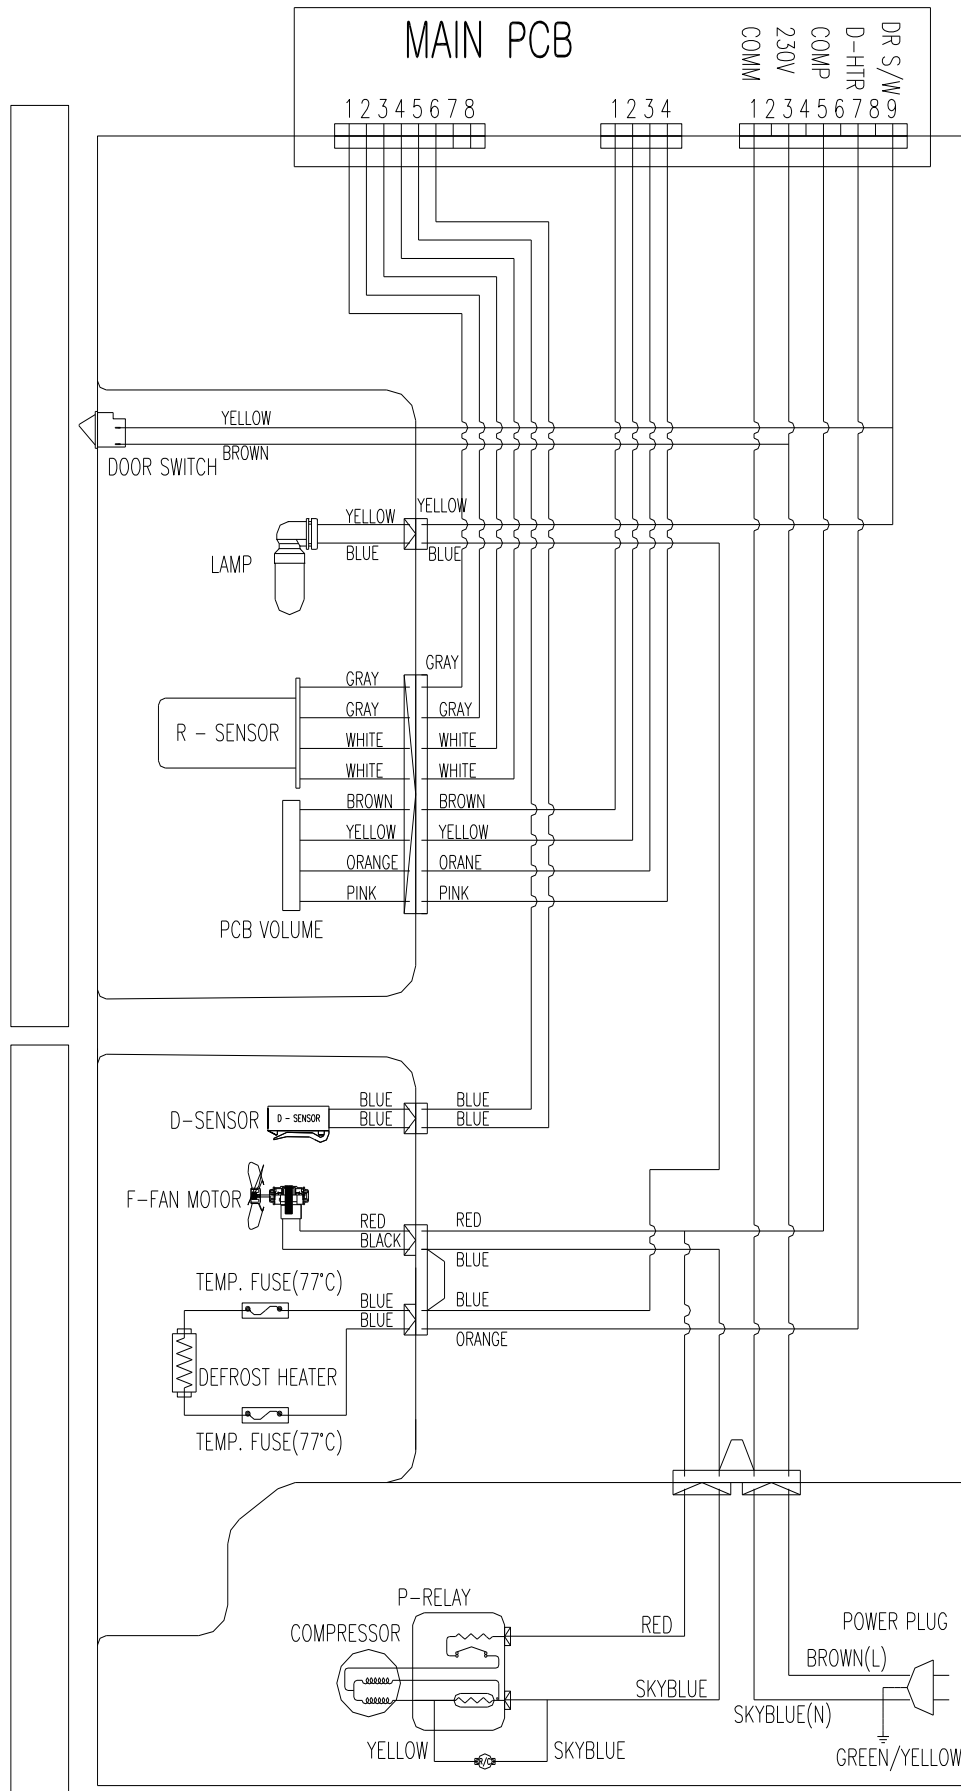 MAIN PCB
COMM
230V
COMP
D-HTR
DR S/W
1 2 3 4 5 6 7 8
1 2 3 4
1 2 3 4 5 6 7 8 9
YELLOW
BROWN
DOOR SWITCH
YELLOW
YELLOW
BLUE
BLUE
LAMP
GRAY
GRAY
GRAY
GRAY
R - SENSOR
WHITE
WHITE
WHITE
WHITE
BROWN
BROWN
YELLOW
YELLOW
ORANGE
ORANE
PINK
PINK
PCB VOLUME
BLUE
BLUE
D-SENSOR
D - SENSOR
BLUE
BLUE
F-FAN MOTOR
RED
RED
BLACK
BLUE
TEMP. FUSE(77°C)
BLUE
BLUE
BLUE
ORANGE
DEFROST HEATER
TEMP. FUSE(77°C)
P-RELAY
COMPRESSOR
RED
POWER PLUG
BROWN(L)
SKYBLUE
SKYBLUE(N)
YELLOW
R/C
SKYBLUE
GREEN/YELLOW